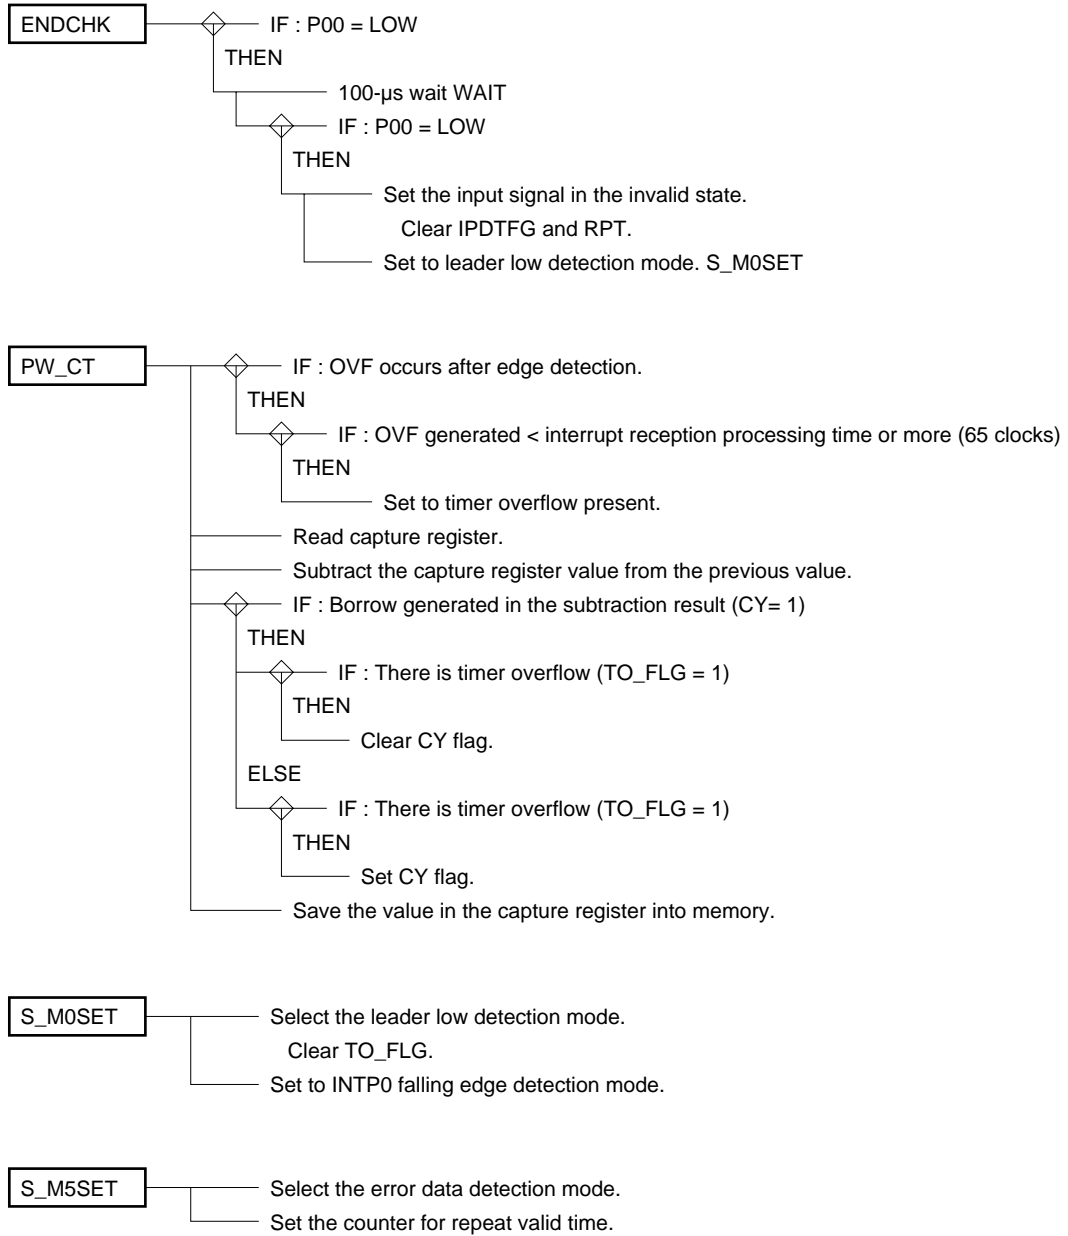 ENDCHK IF : P00 = LOW
THEN
100-µs wait WAIT
IF : P00 = LOW
THEN
Set the input signal in the invalid state.
Clear IPDTFG and RPT.
Set to leader low detection mode. S_M0SET
PW_CT IF : OVF occurs after edge detection.
THEN
IF : OVF generated < interrupt reception processing time or more (65 clocks)
THEN
Set to timer overflow present.
Read capture register.
Subtract the capture register value from the previous value.
IF : Borrow generated in the subtraction result (CY= 1)
THEN
IF : There is timer overflow (TO_FLG = 1)
THEN
Clear CY flag.
ELSE
IF : There is timer overflow (TO_FLG = 1)
THEN
Set CY flag.
Save the value in the capture register into memory.
S_M0SET Select the leader low detection mode.
Clear TO_FLG.
Set to INTP0 falling edge detection mode.
S_M5SET Select the error data detection mode.
Set the counter for repeat valid time.